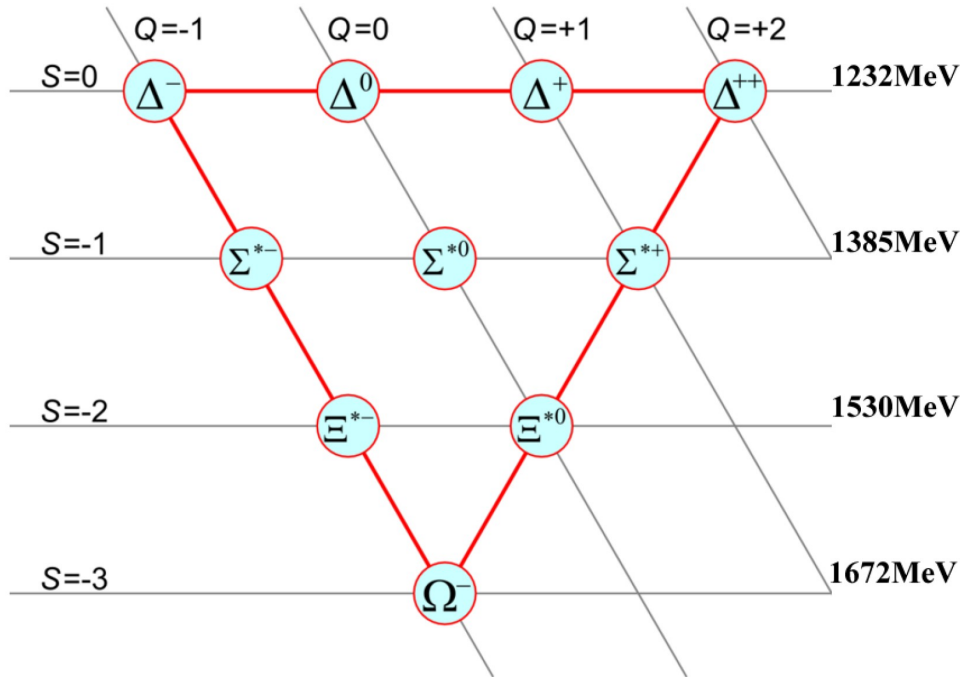 Q=-1 Q=0 Q=+1 Q=+2
S=0 Δ⁻ Δ⁰ Δ⁺ Δ⁺⁺ 1232MeV
S=-1 Σ*⁻ Σ*⁰ Σ*⁺ 1385MeV
S=-2 Ξ*⁻ Ξ*⁰ 1530MeV
S=-3 Ω⁻ 1672MeV